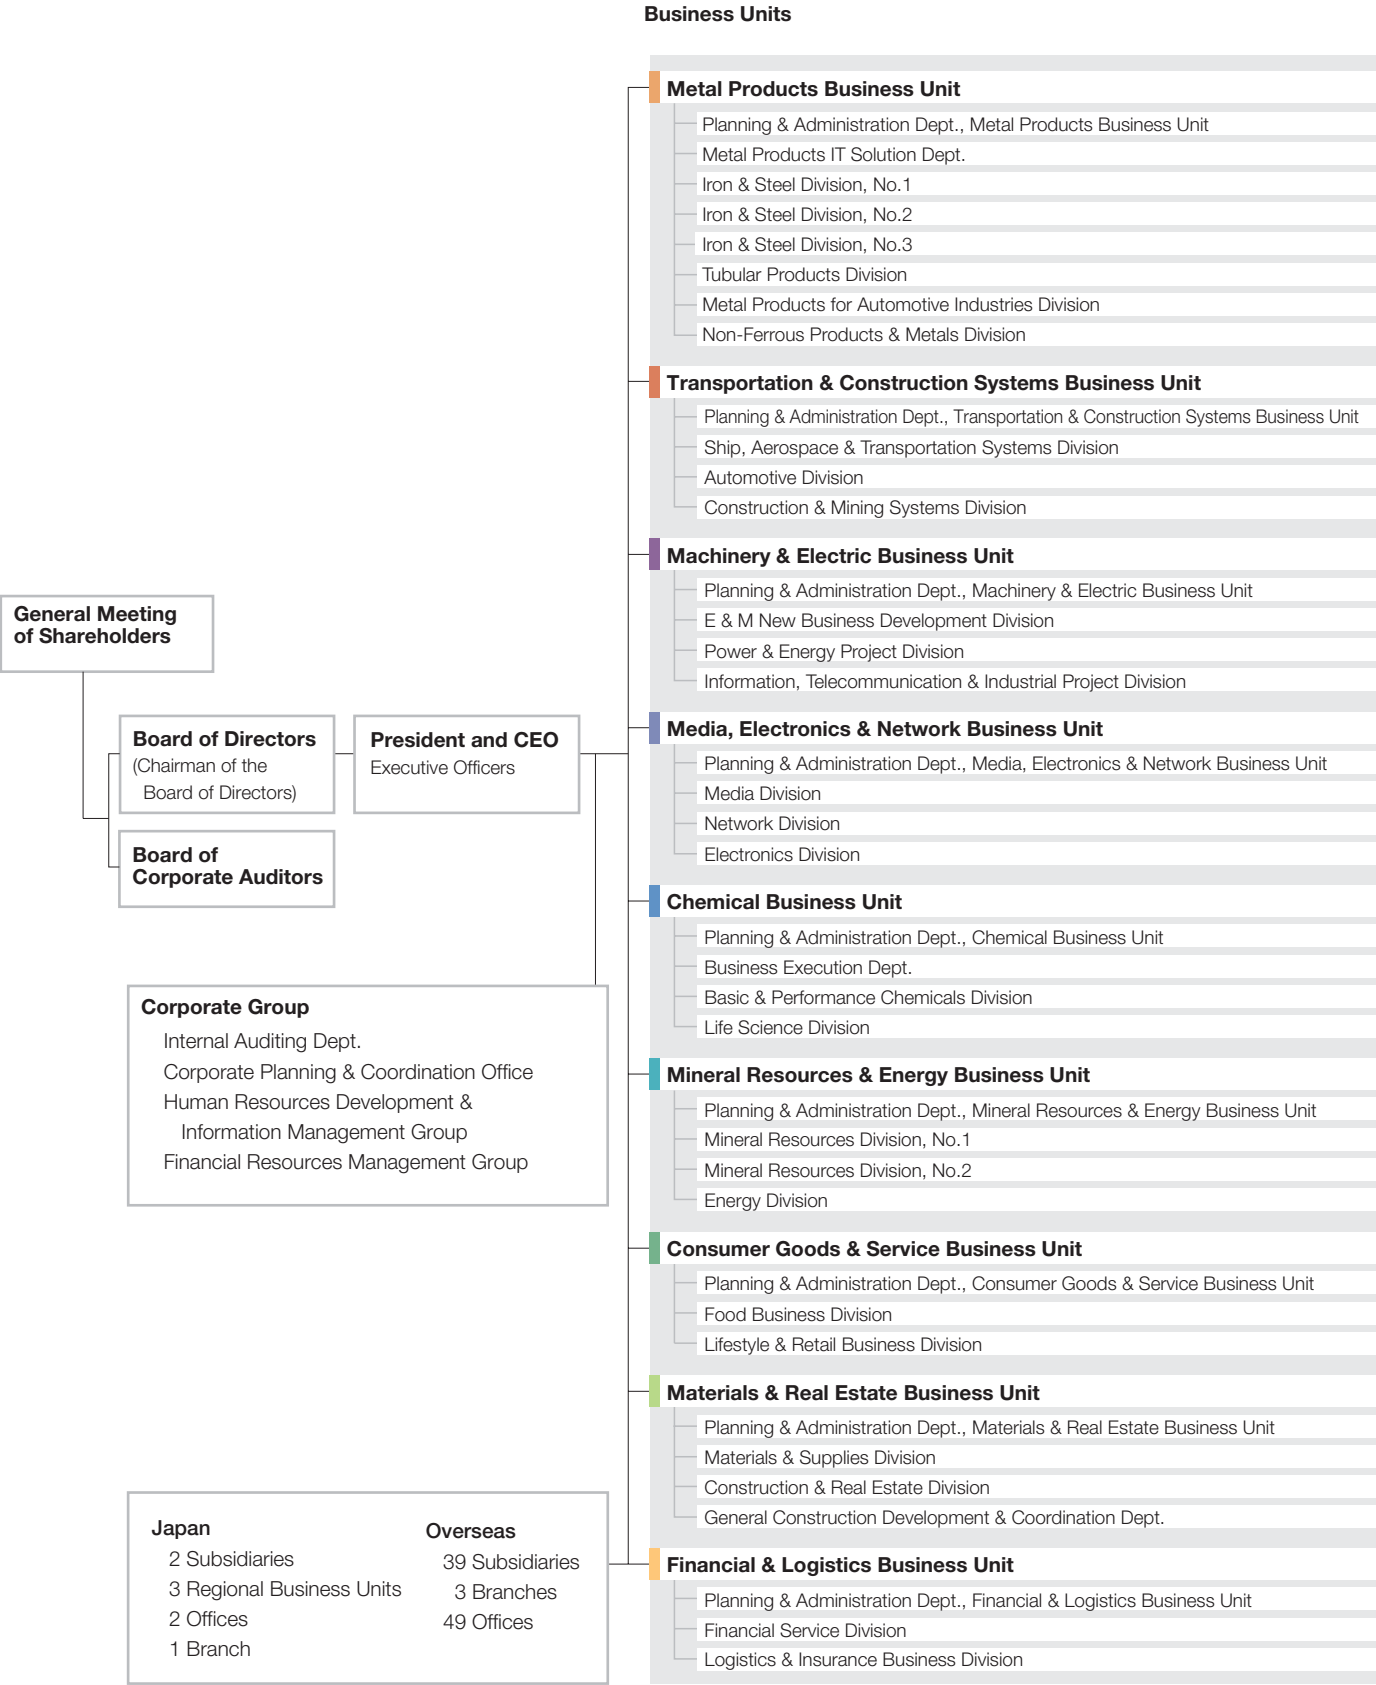 Business Units
Metal Products Business Unit
Planning & Administration Dept., Metal Products Business Unit
Metal Products IT Solution Dept.
Iron & Steel Division, No.1
Iron & Steel Division, No.2
Iron & Steel Division, No.3
Tubular Products Division
Metal Products for Automotive Industries Division
Non-Ferrous Products & Metals Division
Transportation & Construction Systems Business Unit
Planning & Administration Dept., Transportation & Construction Systems Business Unit
Ship, Aerospace & Transportation Systems Division
Automotive Division
Construction & Mining Systems Division
Machinery & Electric Business Unit
Planning & Administration Dept., Machinery & Electric Business Unit
E & M New Business Development Division
Power & Energy Project Division
Information, Telecommunication & Industrial Project Division
General Meeting
of Shareholders
Board of Directors
(Chairman of the
Board of Directors)
President and CEO
Executive Officers
Board of
Corporate Auditors
Media, Electronics & Network Business Unit
Planning & Administration Dept., Media, Electronics & Network Business Unit
Media Division
Network Division
Electronics Division
Chemical Business Unit
Planning & Administration Dept., Chemical Business Unit
Business Execution Dept.
Basic & Performance Chemicals Division
Life Science Division
Corporate Group
Internal Auditing Dept.
Corporate Planning & Coordination Office
Human Resources Development &
Information Management Group
Financial Resources Management Group
Mineral Resources & Energy Business Unit
Planning & Administration Dept., Mineral Resources & Energy Business Unit
Mineral Resources Division, No.1
Mineral Resources Division, No.2
Energy Division
Consumer Goods & Service Business Unit
Planning & Administration Dept., Consumer Goods & Service Business Unit
Food Business Division
Lifestyle & Retail Business Division
Materials & Real Estate Business Unit
Planning & Administration Dept., Materials & Real Estate Business Unit
Materials & Supplies Division
Construction & Real Estate Division
General Construction Development & Coordination Dept.
Japan
2 Subsidiaries
3 Regional Business Units
2 Offices
1 Branch
Overseas
39 Subsidiaries
3 Branches
49 Offices
Financial & Logistics Business Unit
Planning & Administration Dept., Financial & Logistics Business Unit
Financial Service Division
Logistics & Insurance Business Division